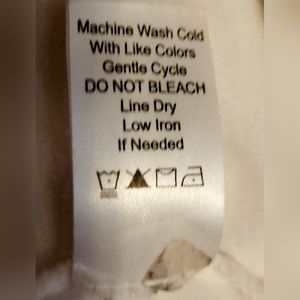 Machine Wash Cold
With Like Colors
Gentle Cycle
DO NOT BLEACH
Line Dry
Low Iron
If Needed